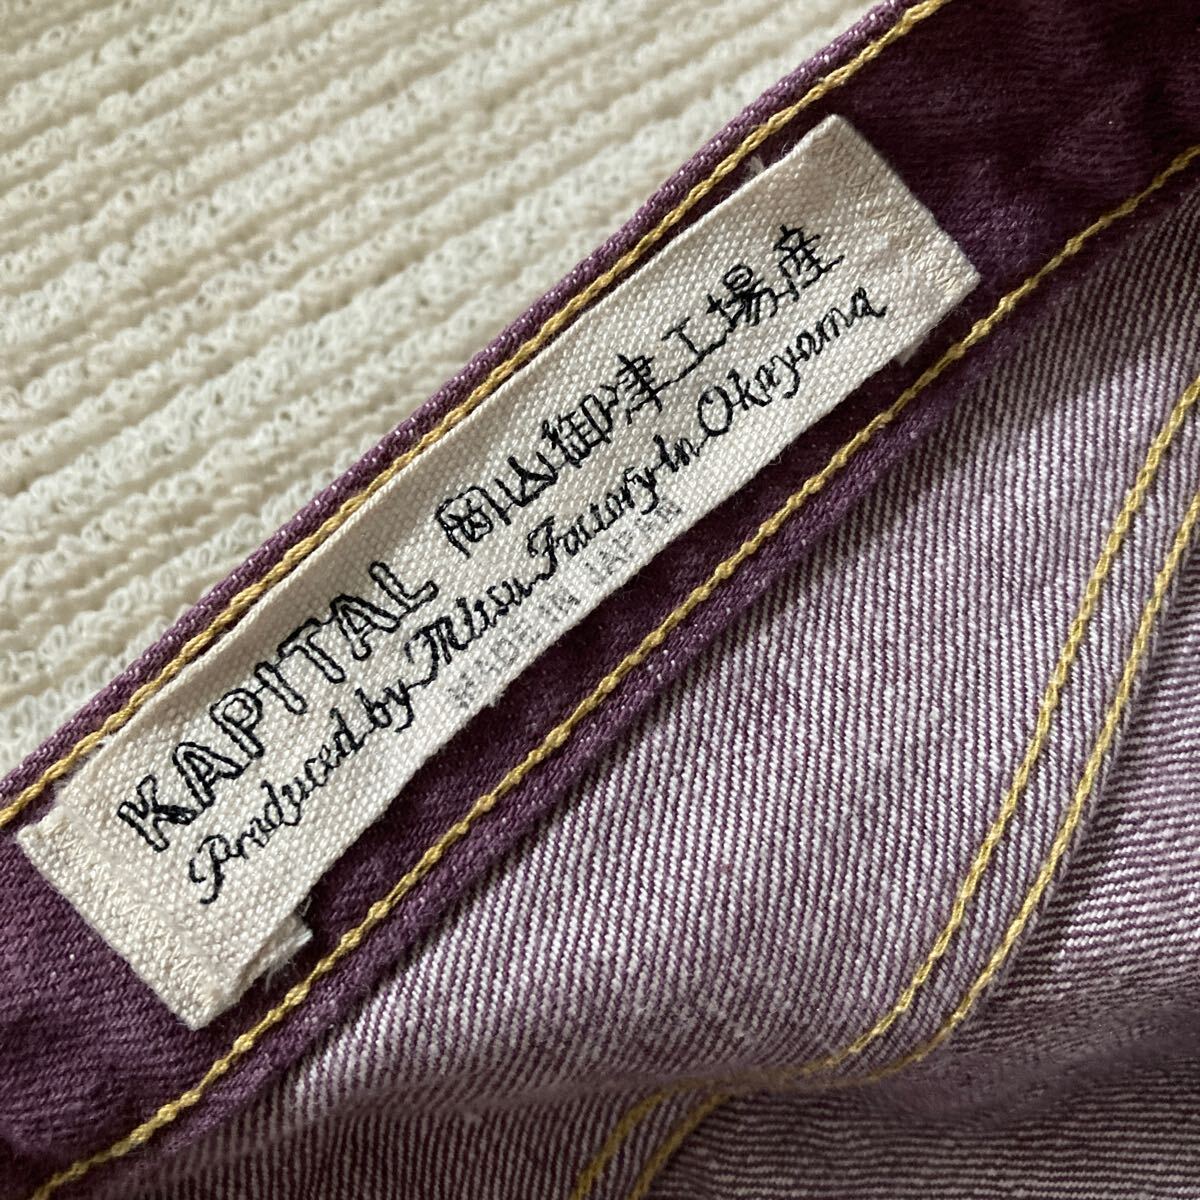 KAPITAL 岡山御津工場産
Produced by Mitsu Factory In Okayama
MADE IN JAPAN